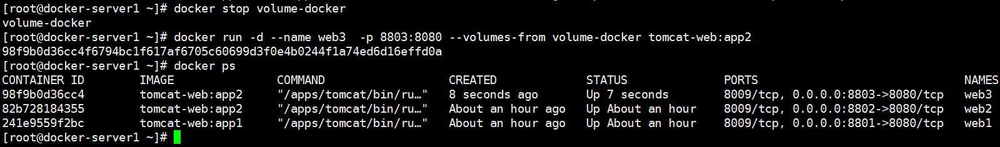 [root@docker-server1 ~]# docker stop volume-docker
volume-docker
[root@docker-server1 ~]# docker run -d --name web3  -p 8803:8080 --volumes-from volume-docker tomcat-web:app2
98f9b0d36cc4f6794bc1f617af6705c60699d3f0e4b0244f1a74ed6d16effd0a
[root@docker-server1 ~]# docker ps
CONTAINER ID        IMAGE               COMMAND                  CREATED             STATUS              PORTS                              NAMES
98f9b0d36cc4        tomcat-web:app2     "/apps/tomcat/bin/ru…"   8 seconds ago       Up 7 seconds        8009/tcp, 0.0.0.0:8803->8080/tcp   web3
82b728184355        tomcat-web:app2     "/apps/tomcat/bin/ru…"   About an hour ago   Up About an hour    8009/tcp, 0.0.0.0:8802->8080/tcp   web2
241e9559f2bc        tomcat-web:app1     "/apps/tomcat/bin/ru…"   About an hour ago   Up About an hour    8009/tcp, 0.0.0.0:8801->8080/tcp   web1
[root@docker-server1 ~]#